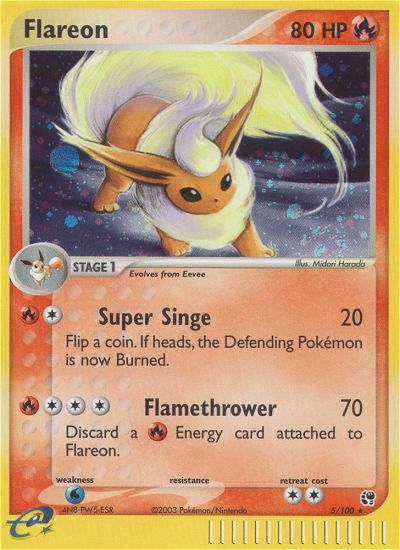 Flareon 80 HP
STAGE 1
Evolves from Eevee Illus. Midori Harada
Super Singe 20
Flip a coin. If heads, the Defending Pokémon
is now Burned.
Flamethrower 70
Discard a Energy card attached to
Flareon.
weakness resistance retreat cost
4N8-PW5-ESR ©2003 Pokémon/Nintendo 5/100 ★
e